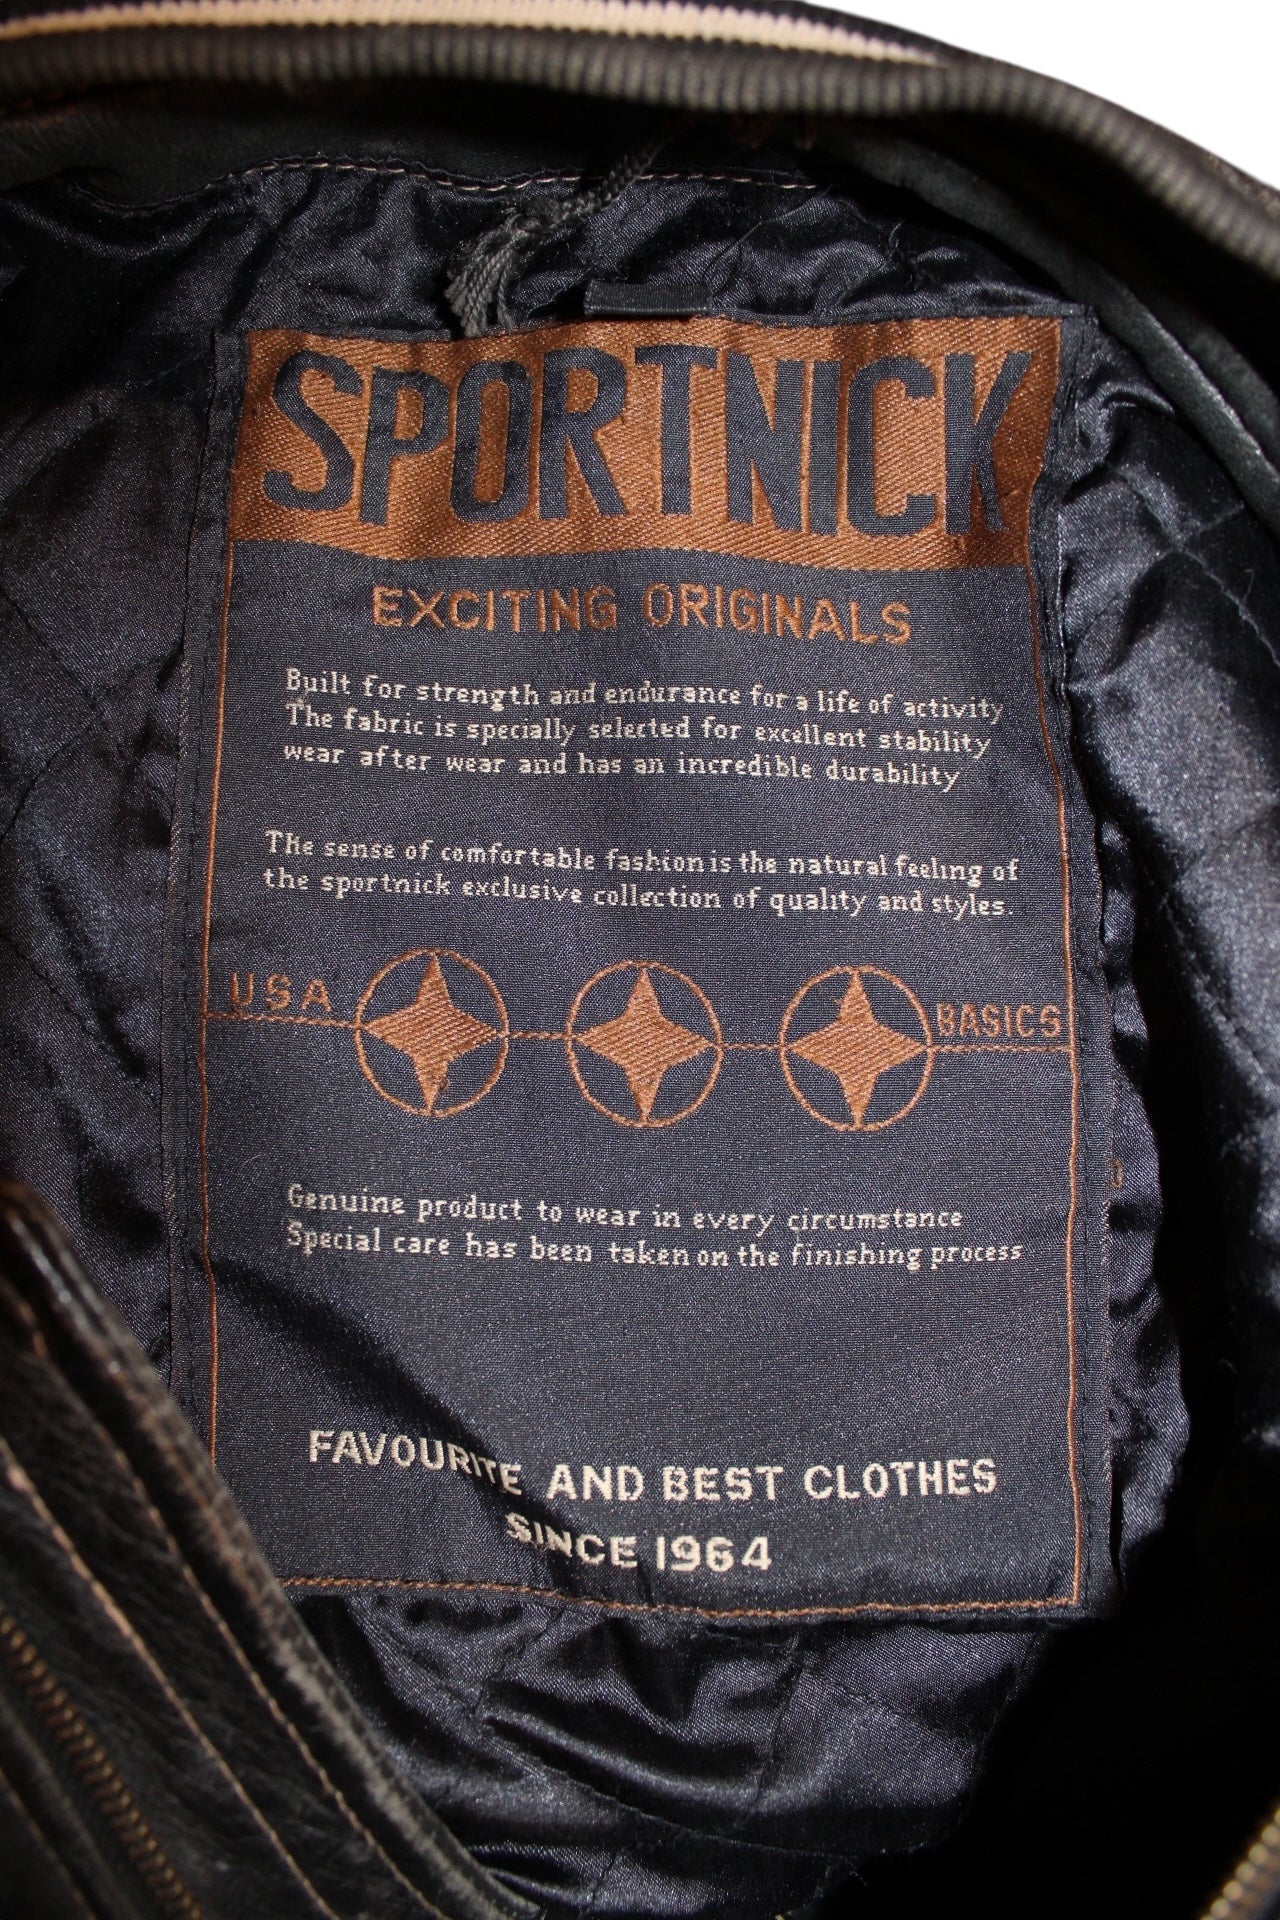 SPORTNICK
EXCITING ORIGINALS
Built for strength and endurance for a life of activity
The fabric is specially selected for excellent stability
wear after wear and has an incredible durability
The sense of comfortable fashion is the natural feeling of
the sportnick exclusive collection of quality and styles.
USA BASICS
Genuine product to wear in every circumstance
Special care has been taken on the finishing process
FAVOURITE AND BEST CLOTHES
SINCE 1964